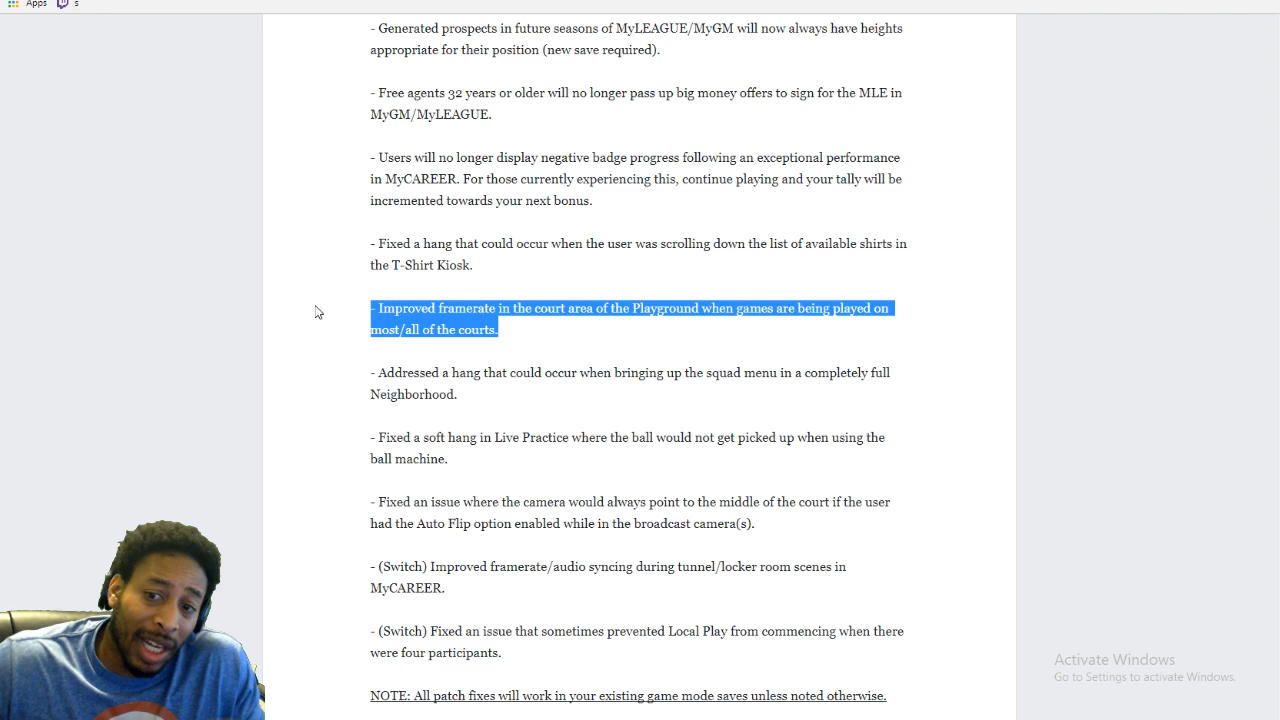 Apps s
- Generated prospects in future seasons of MyLEAGUE/MyGM will now always have heights
appropriate for their position (new save required).
- Free agents 32 years or older will no longer pass up big money offers to sign for the MLE in
MyGM/MyLEAGUE.
- Users will no longer display negative badge progress following an exceptional performance
in MyCAREER. For those currently experiencing this, continue playing and your tally will be
incremented towards your next bonus.
- Fixed a hang that could occur when the user was scrolling down the list of available shirts in
the T-Shirt Kiosk.
- Improved framerate in the court area of the Playground when games are being played on
most/all of the courts.
- Addressed a hang that could occur when bringing up the squad menu in a completely full
Neighborhood.
- Fixed a soft hang in Live Practice where the ball would not get picked up when using the
ball machine.
- Fixed an issue where the camera would always point to the middle of the court if the user
had the Auto Flip option enabled while in the broadcast camera(s).
- (Switch) Improved framerate/audio syncing during tunnel/locker room scenes in
MyCAREER.
- (Switch) Fixed an issue that sometimes prevented Local Play from commencing when there
were four participants.
NOTE: All patch fixes will work in your existing game mode saves unless noted otherwise.
Activate Windows
Go to Settings to activate Windows.